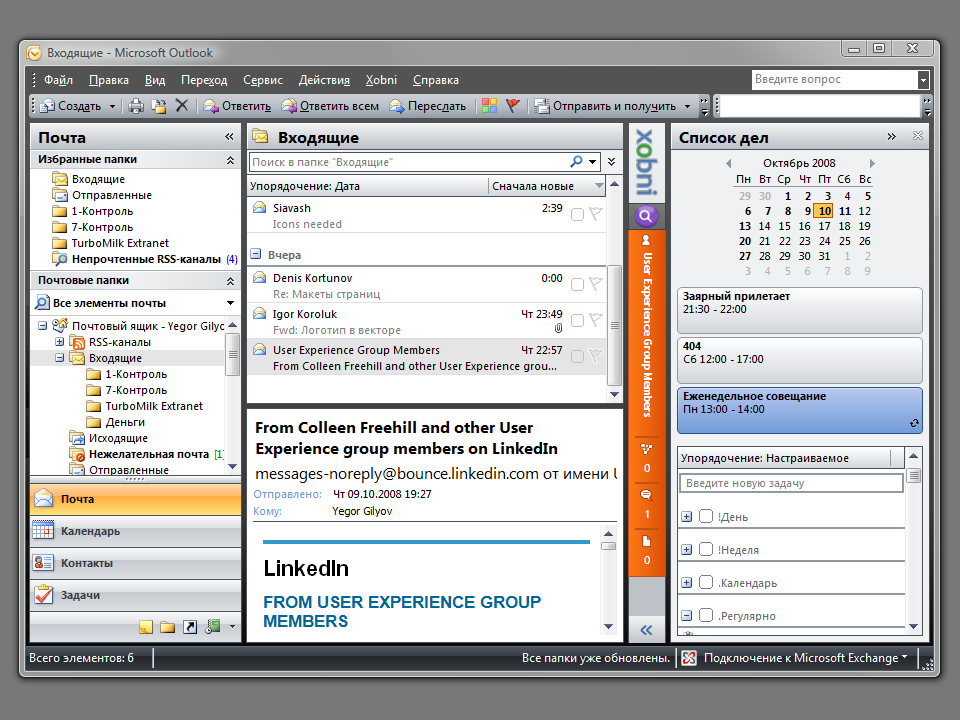 Входящие - Microsoft Outlook
Файл Правка Вид Переход Сервис Действия Xobni Справка
Введите вопрос
Создать Ответить Ответить всем Переслать Отправить и получить
Почта «
Избранные папки
Входящие
Отправленные
1-Контроль
7-Контроль
TurboMilk Extranet
Непрочтенные RSS-каналы (4)
Почтовые папки
Все элементы почты
Почтовый ящик - Yegor Gilyo
RSS-каналы
Входящие
1-Контроль
7-Контроль
TurboMilk Extranet
Деньги
Исходящие
Нежелательная почта [1]
Отправленные
Почта
Календарь
Контакты
Задачи
Входящие
Поиск в папке "Входящие"
Упорядочение: Дата Сначала новые
Siavash 2:39
Icons needed
Вчера
Denis Kortunov 0:00
Re: Макеты страниц
Igor Koroluk Чт 23:49
Fwd: Логотип в векторе
User Experience Group Members Чт 22:57
From Colleen Freehill and other User Experience grou...
From Colleen Freehill and other User
Experience group members on LinkedIn
messages-noreply@bounce.linkedin.com от имени U
Отправлено: Чт 09.10.2008 19:27
Кому: Yegor Gilyov
LinkedIn
FROM USER EXPERIENCE GROUP
MEMBERS
xobni
User Experience Group Members
0
1
0
«
Список дел »
Октябрь 2008
Пн Вт Ср Чт Пт Сб Вс
29 30 1 2 3 4 5
6 7 8 9 10 11 12
13 14 15 16 17 18 19
20 21 22 23 24 25 26
27 28 29 30 31 1 2
3 4 5 6 7 8 9
Заярный прилетает
21:30 - 22:00
404
Сб 12:00 - 17:00
Еженедельное совещание
Пн 13:00 - 14:00
Упорядочение: Настраиваемое
Введите новую задачу
!День
!Неделя
.Календарь
.Регулярно
Всего элементов: 6 Все папки уже обновлены. Подключение к Microsoft Exchange